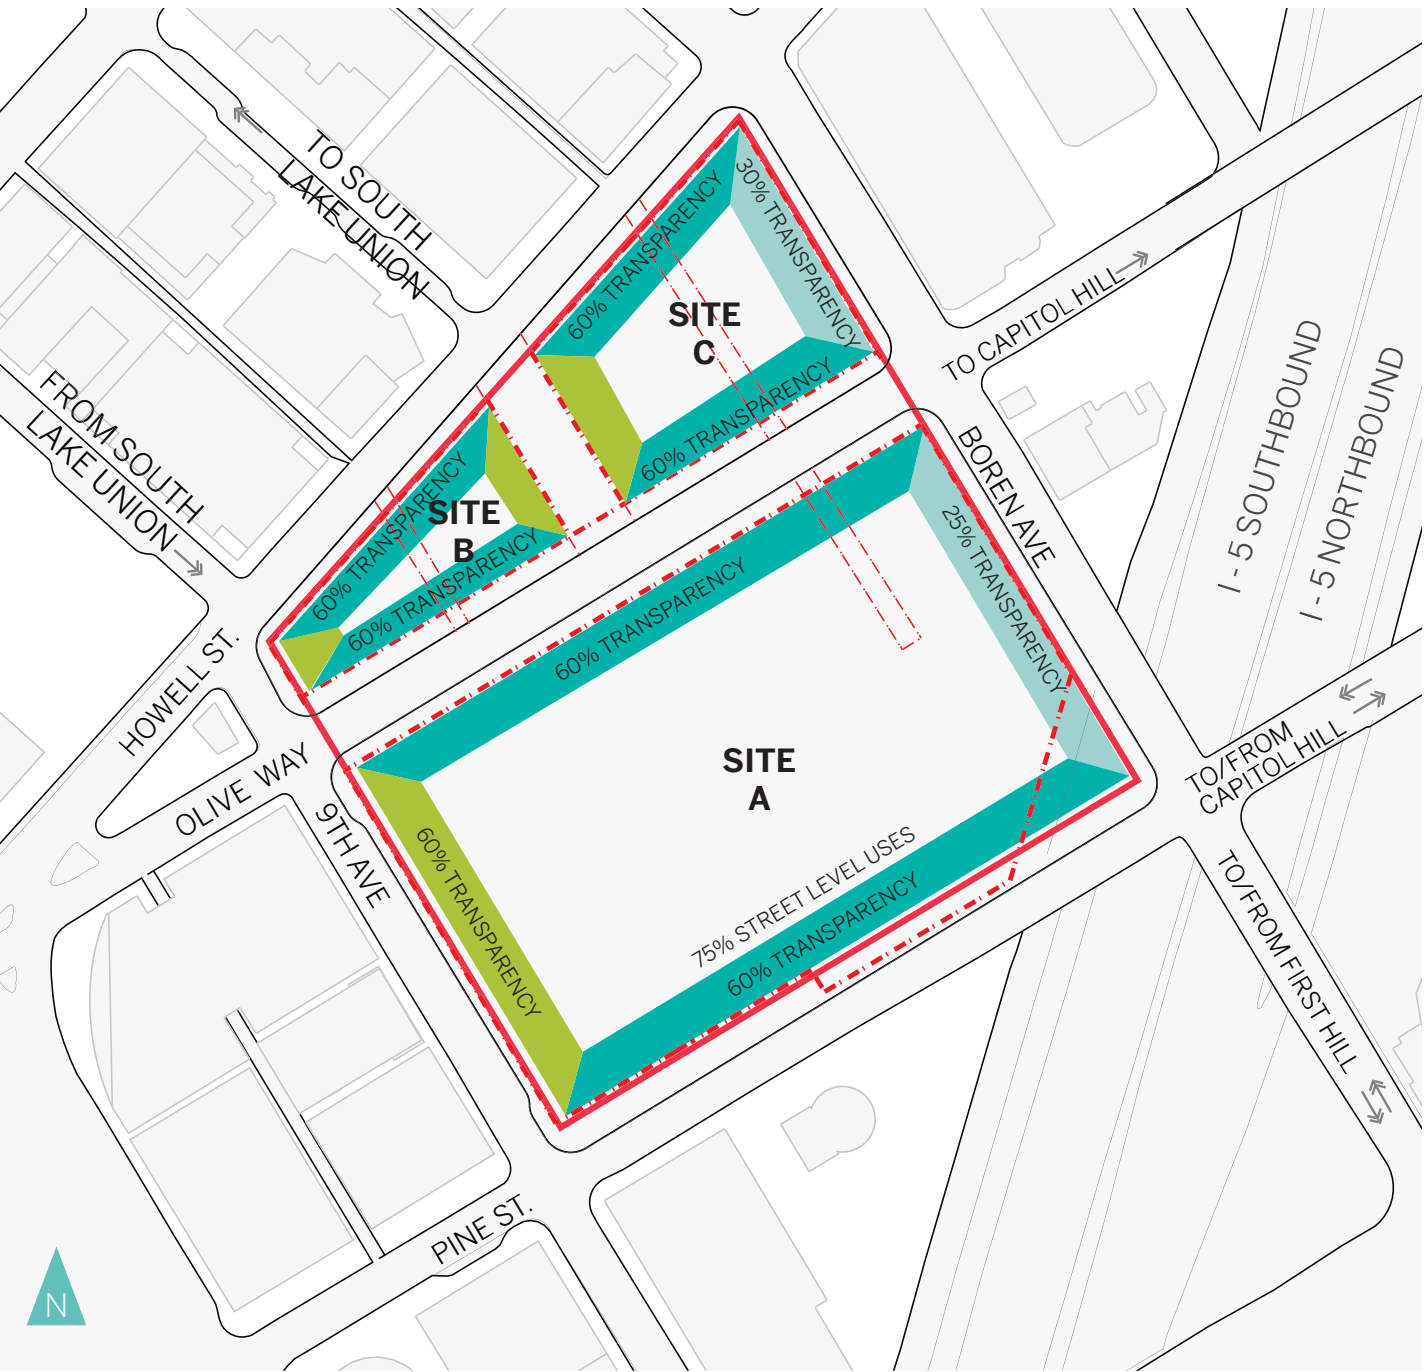 TO SOUTH
LAKE UNION
FROM SOUTH
LAKE UNION
60% TRANSPARENCY
30% TRANSPARENCY
SITE
C
60% TRANSPARENCY
TO CAPITOL HILL
I - 5 SOUTHBOUND
I - 5 NORTHBOUND
60% TRANSPARENCY
SITE
B
60% TRANSPARENCY
BOREN AVE
HOWELL ST.
OLIVE WAY
9TH AVE
60% TRANSPARENCY
25% TRANSPARENCY
SITE
A
60% TRANSPARENCY
75% STREET LEVEL USES
60% TRANSPARENCY
TO/FROM
CAPITOL HILL
TO/FROM FIRST HILL
PINE ST.
N